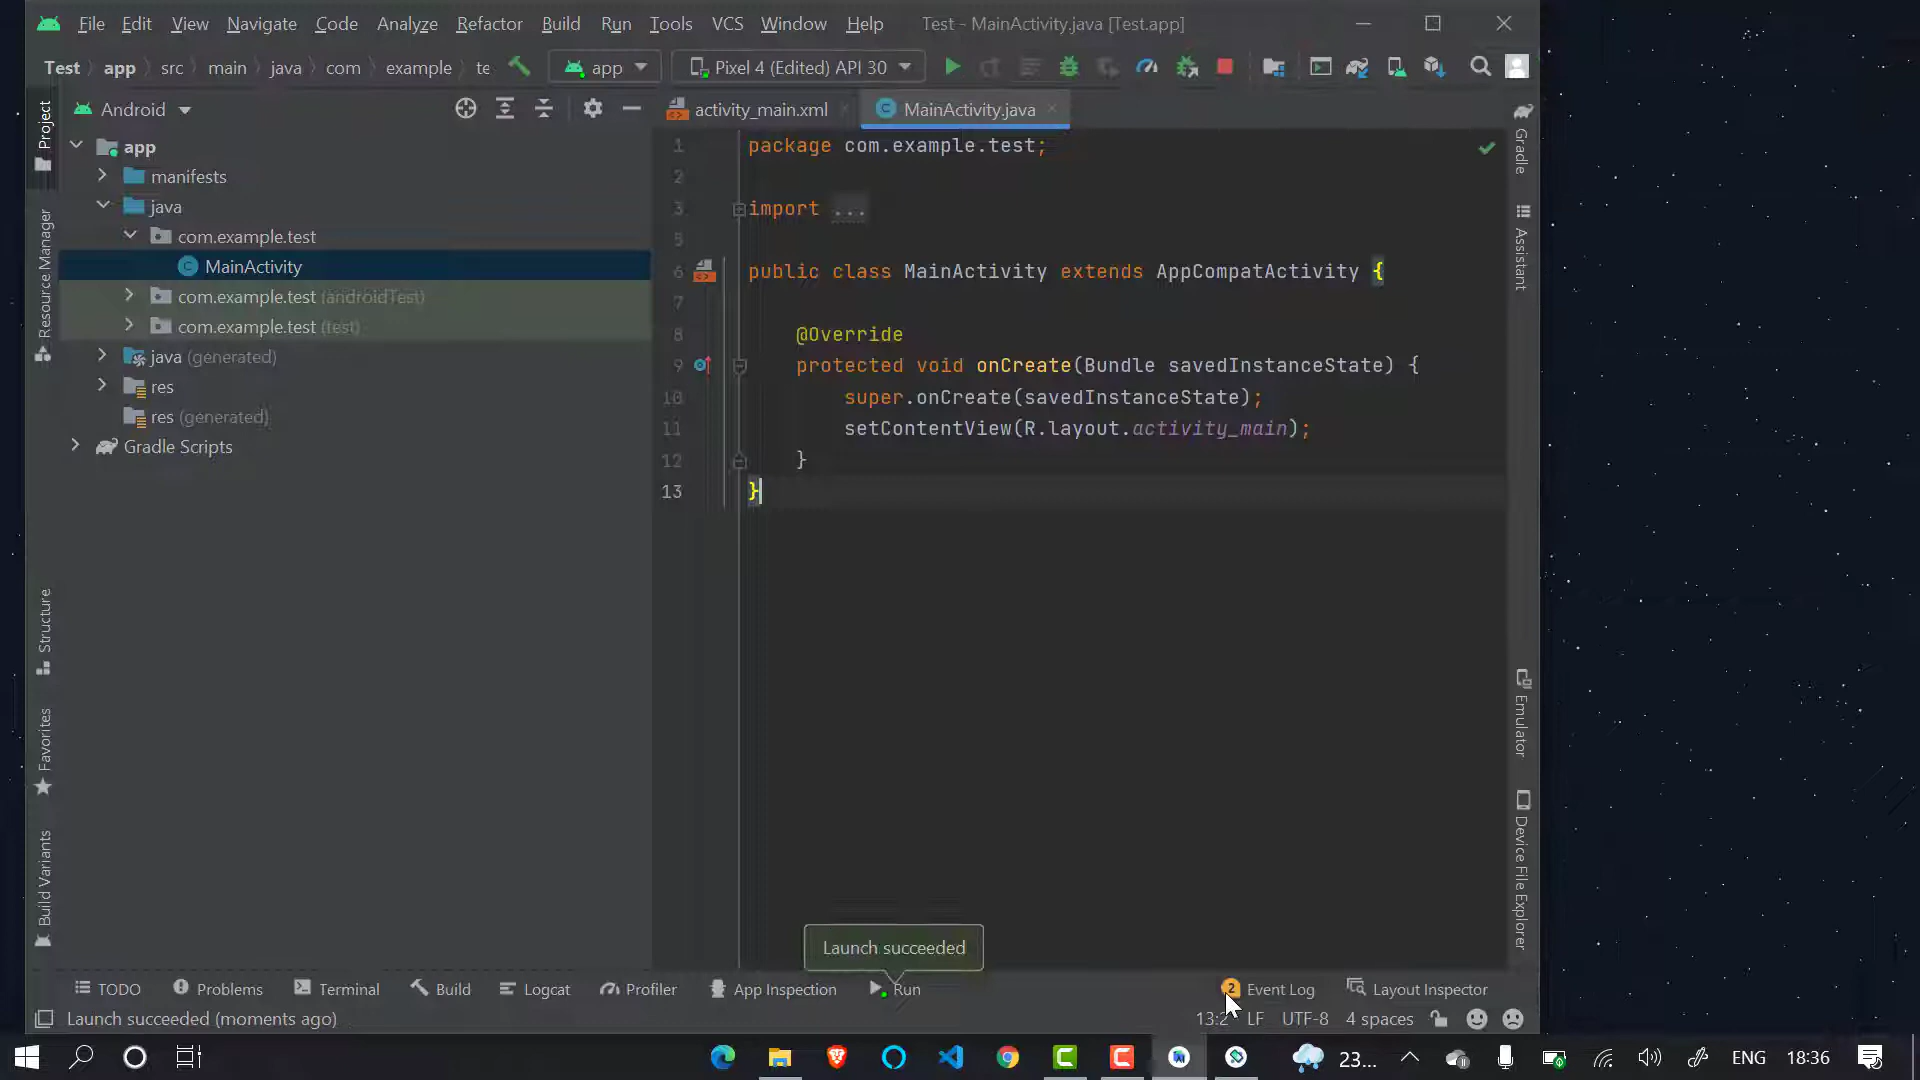 File Edit View Navigate Code Analyze Refactor Build Run Tools VCS Window Help Test - MainActivity.java [Test.app]
Test app src main java com example te app Pixel 4 (Edited) API 30
Android
activity_main.xml MainActivity.java
Project
Resource Manager
Structure
Favorites
Build Variants
app
manifests
java
com.example.test
MainActivity
com.example.test (androidTest)
com.example.test (test)
java (generated)
res
res (generated)
Gradle Scripts
1 package com.example.test;
2
3 import ...
5
6 public class MainActivity extends AppCompatActivity {
7
8 @Override
9 protected void onCreate(Bundle savedInstanceState) {
10 super.onCreate(savedInstanceState);
11 setContentView(R.layout.activity_main);
12 }
13 }
Gradle
Assistant
Emulator
Device File Explorer
Launch succeeded
TODO Problems Terminal Build Logcat Profiler App Inspection Run 2 Event Log Layout Inspector
Launch succeeded (moments ago) 13:2 LF UTF-8 4 spaces
23... ENG 18:36